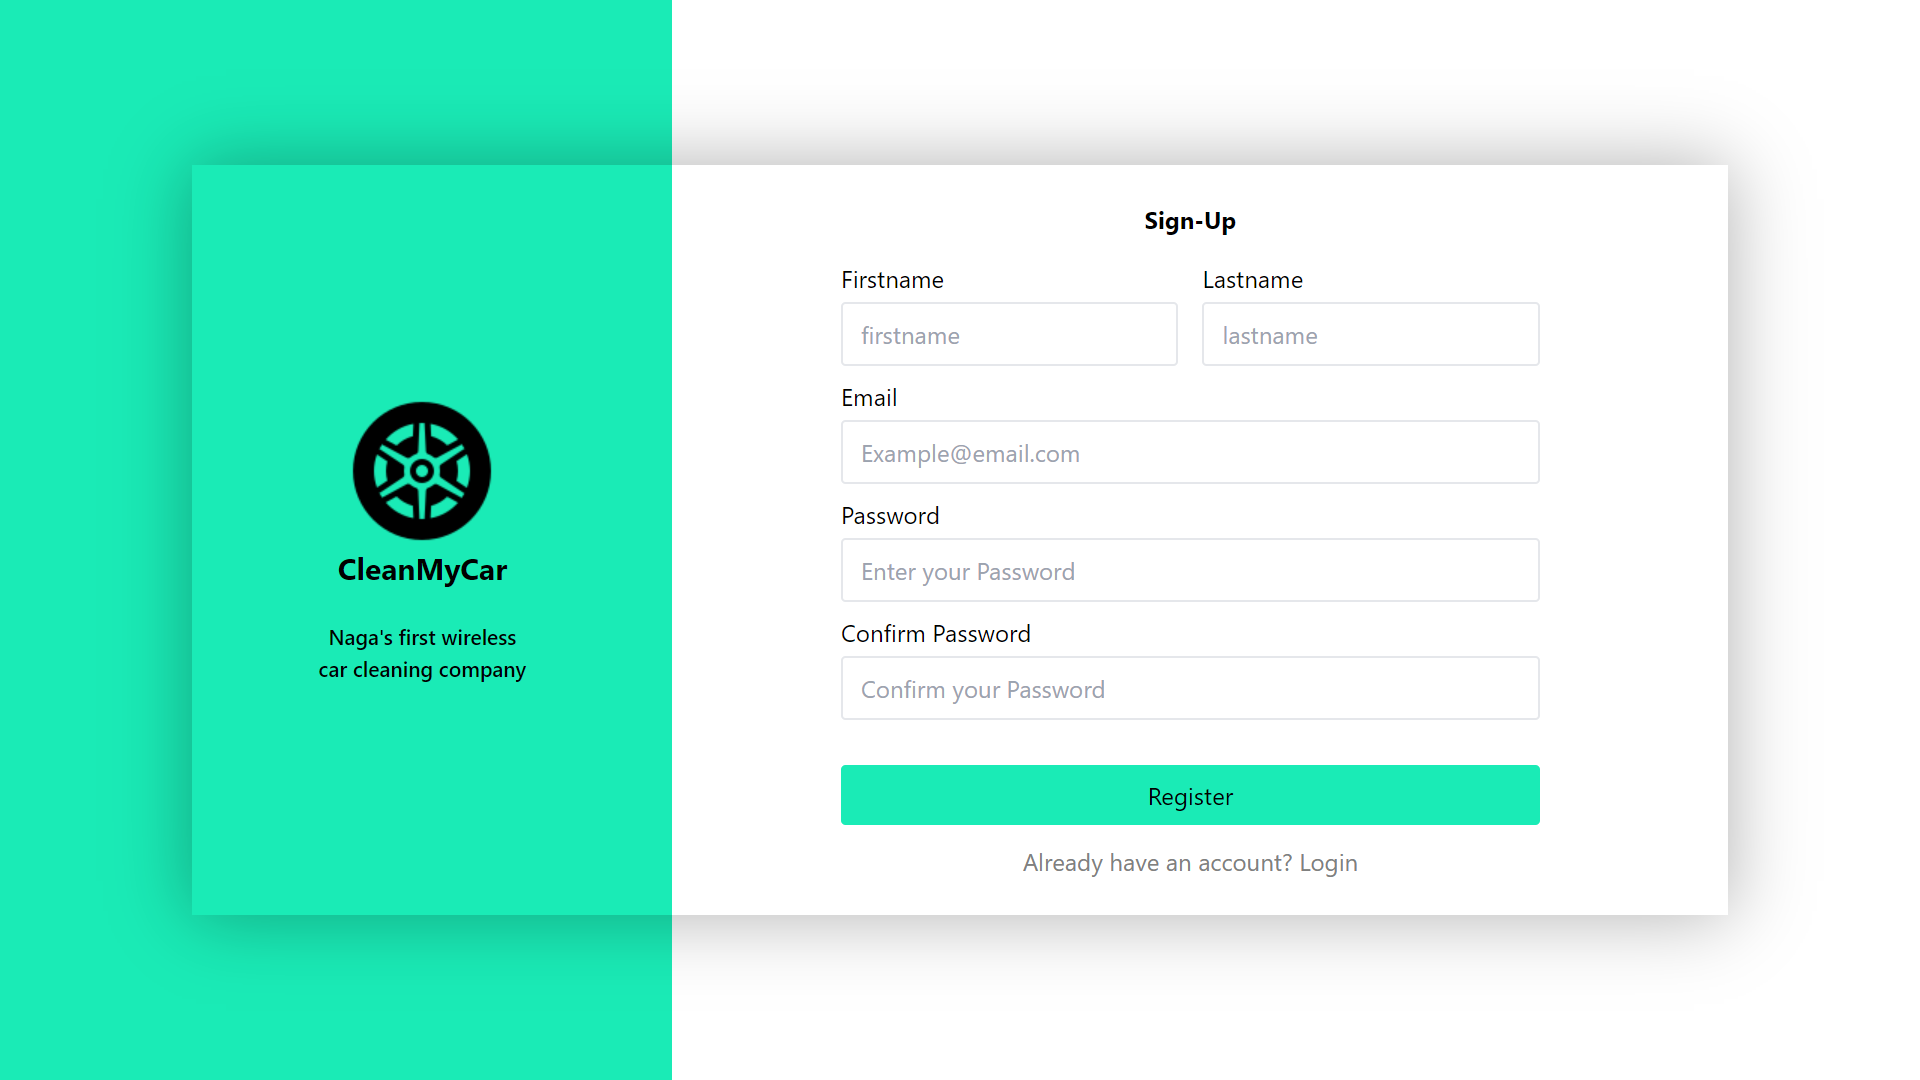 CleanMyCar
Naga's first wireless
car cleaning company
Sign-Up
Firstname
Lastname
firstname
lastname
Email
Example@email.com
Password
Enter your Password
Confirm Password
Confirm your Password
Register
Already have an account? Login